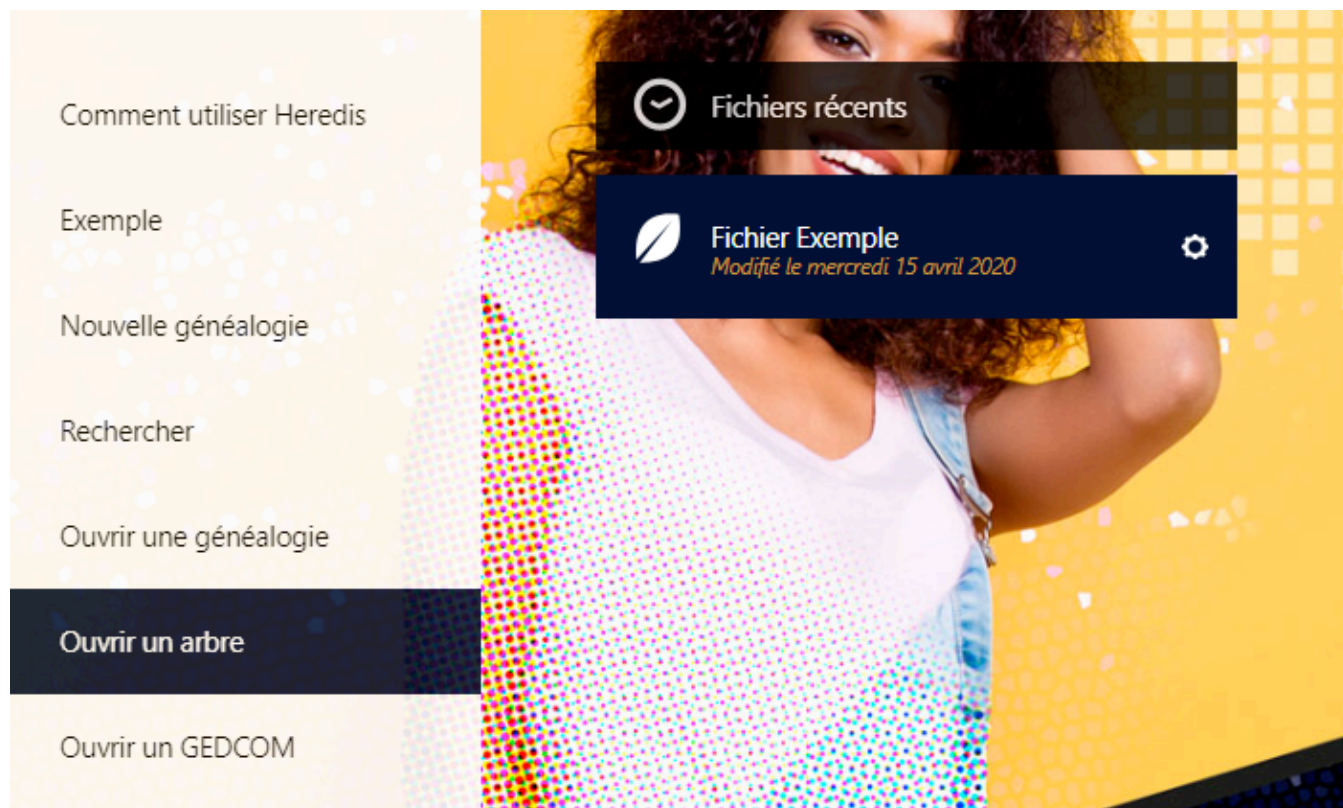 Comment utiliser Heredis
Exemple
Nouvelle généalogie
Rechercher
Ouvrir une généalogie
Ouvrir un arbre
Ouvrir un GEDCOM
Fichiers récents
Fichier Exemple
Modifié le mercredi 15 avril 2020